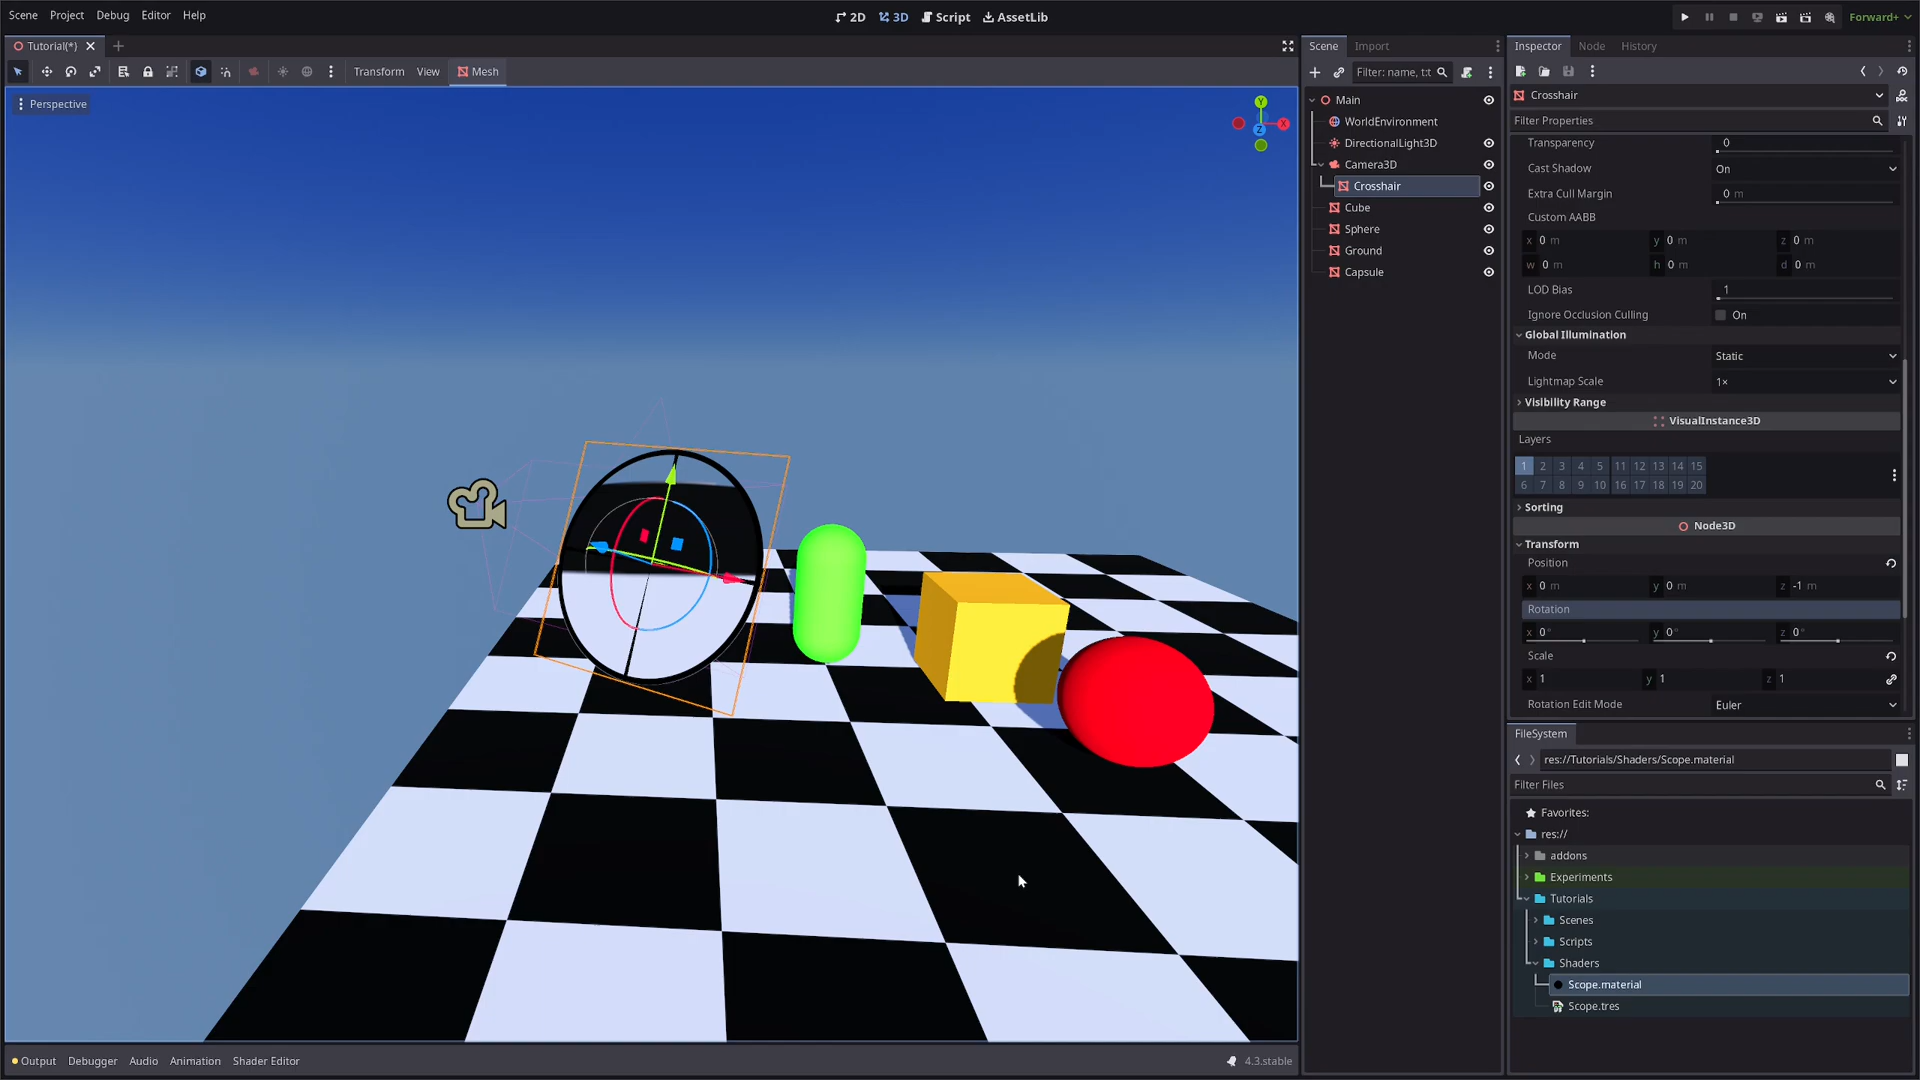 Scene Project Debug Editor Help
2D 3D Script AssetLib
Forward+
Tutorial(*)
Transform View Mesh
Perspective
Y
X
Z
Scene Import
Filter: name, t:t
Main
WorldEnvironment
DirectionalLight3D
Camera3D
Crosshair
Cube
Sphere
Ground
Capsule
Inspector Node History
Crosshair
Filter Properties
Transparency 0
Cast Shadow On
Extra Cull Margin 0 m
Custom AABB
x 0 m y 0 m z 0 m
w 0 m h 0 m d 0 m
LOD Bias 1
Ignore Occlusion Culling On
Global Illumination
Mode Static
Lightmap Scale 1×
Visibility Range
VisualInstance3D
Layers
1 2 3 4 5 11 12 13 14 15
6 7 8 9 10 16 17 18 19 20
Sorting
Node3D
Transform
Position
x 0 m y 0 m z -1 m
Rotation
x 0° y 0° z 0°
Scale
x 1 y 1 z 1
Rotation Edit Mode Euler
FileSystem
res://Tutorials/Shaders/Scope.material
Filter Files
Favorites:
res://
addons
Experiments
Tutorials
Scenes
Scripts
Shaders
Scope.material
Scope.tres
Output Debugger Audio Animation Shader Editor
4.3.stable